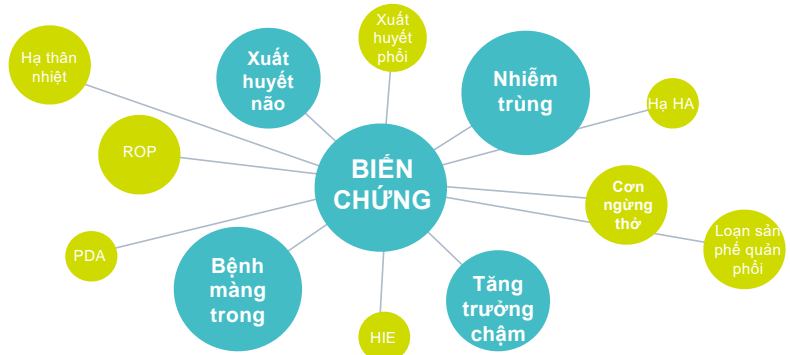 Xuất
huyết
phổi
Hạ thân
nhiệt
Xuất
huyết
não
Nhiễm
trùng
Hạ HA
ROP
BIẾN
CHỨNG
Cơn
ngừng
thở
Loạn sản
phế quản
phổi
PDA
Bệnh
màng
trong
Tăng
trưởng
chậm
HIE